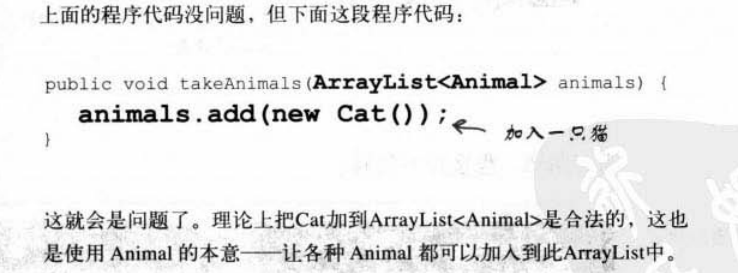 上面的程序代码没问题，但下面这段程序代码：
public void takeAnimals(ArrayList<Animal> animals) {
animals.add(new Cat());
加入一只猫
}
这就会是问题了。理论上把Cat加到ArrayList<Animal>是合法的，这也
是使用 Animal 的本意——让各种 Animal 都可以加入到此ArrayList中。